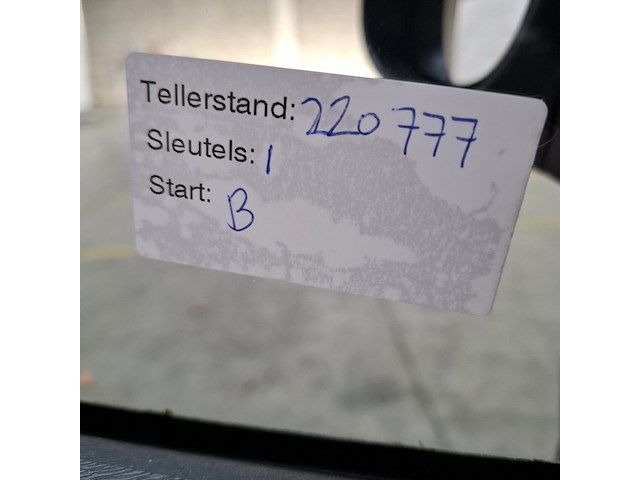 Tellerstand: 220777
Sleutels: 1
Start: B